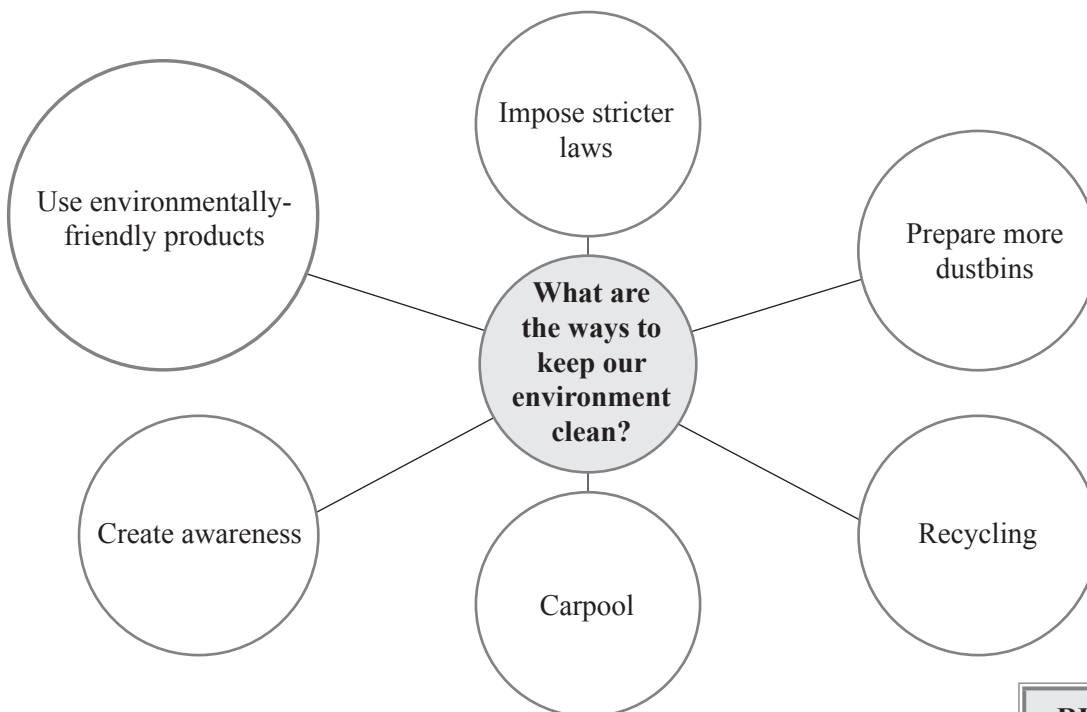 Impose stricter
laws
Use environmentally-
friendly products
Prepare more
dustbins
What are
the ways to
keep our
environment
clean?
Create awareness
Recycling
Carpool